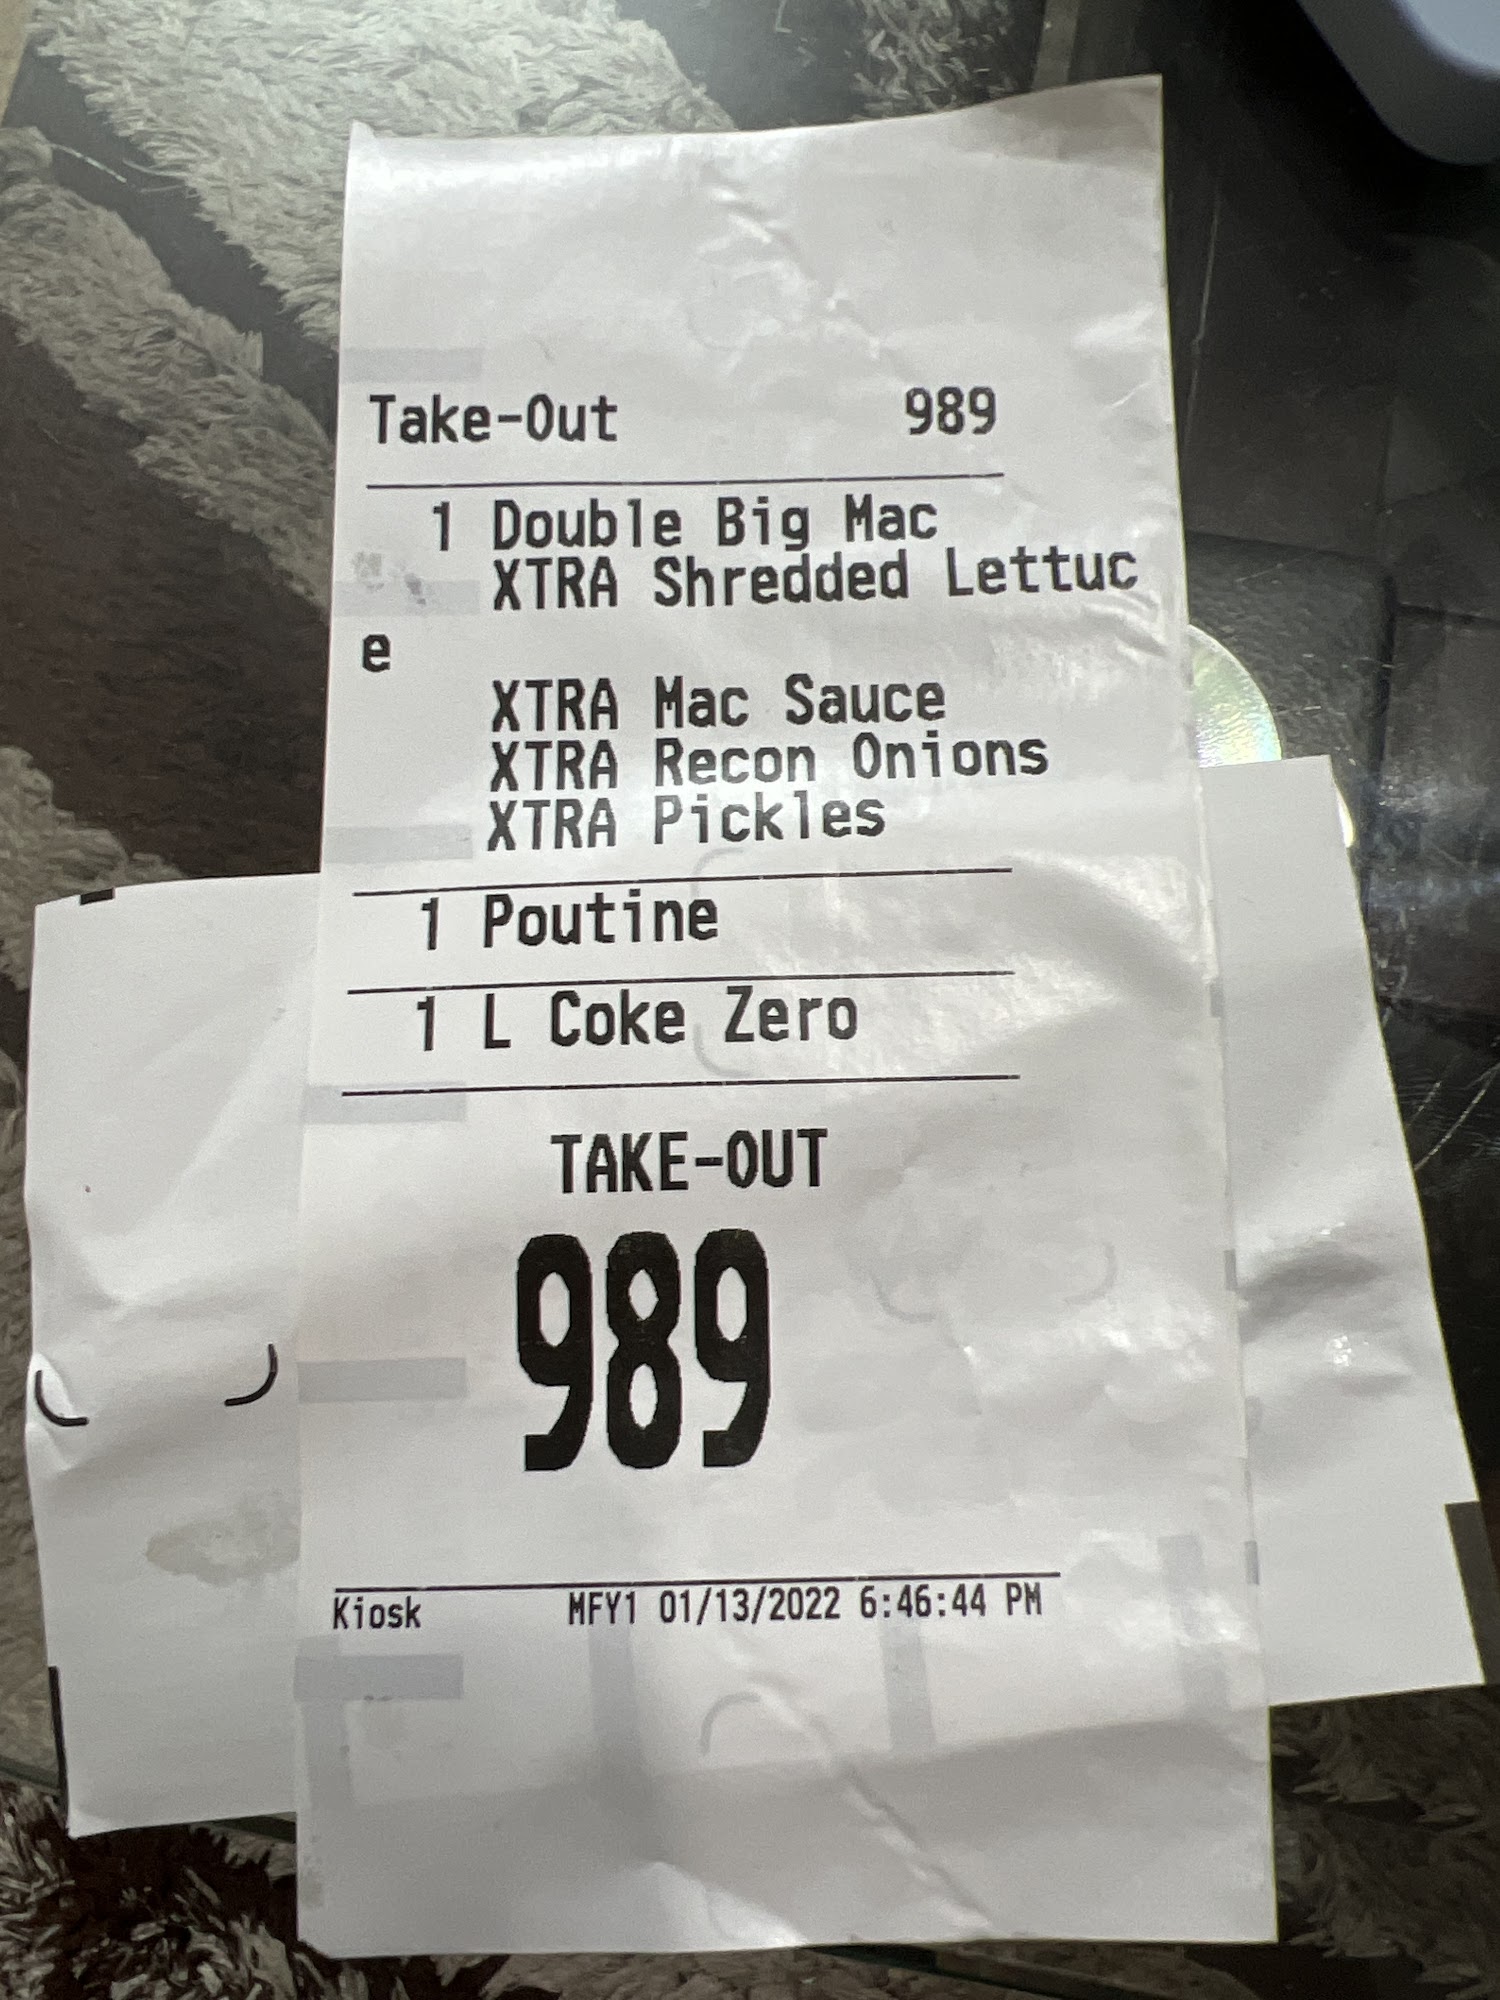 Take-Out 989
1 Double Big Mac
XTRA Shredded Lettuc
e
XTRA Mac Sauce
XTRA Recon Onions
XTRA Pickles
1 Poutine
1 L Coke Zero
TAKE-OUT
989
Kiosk MFY1 01/13/2022 6:46:44 PM